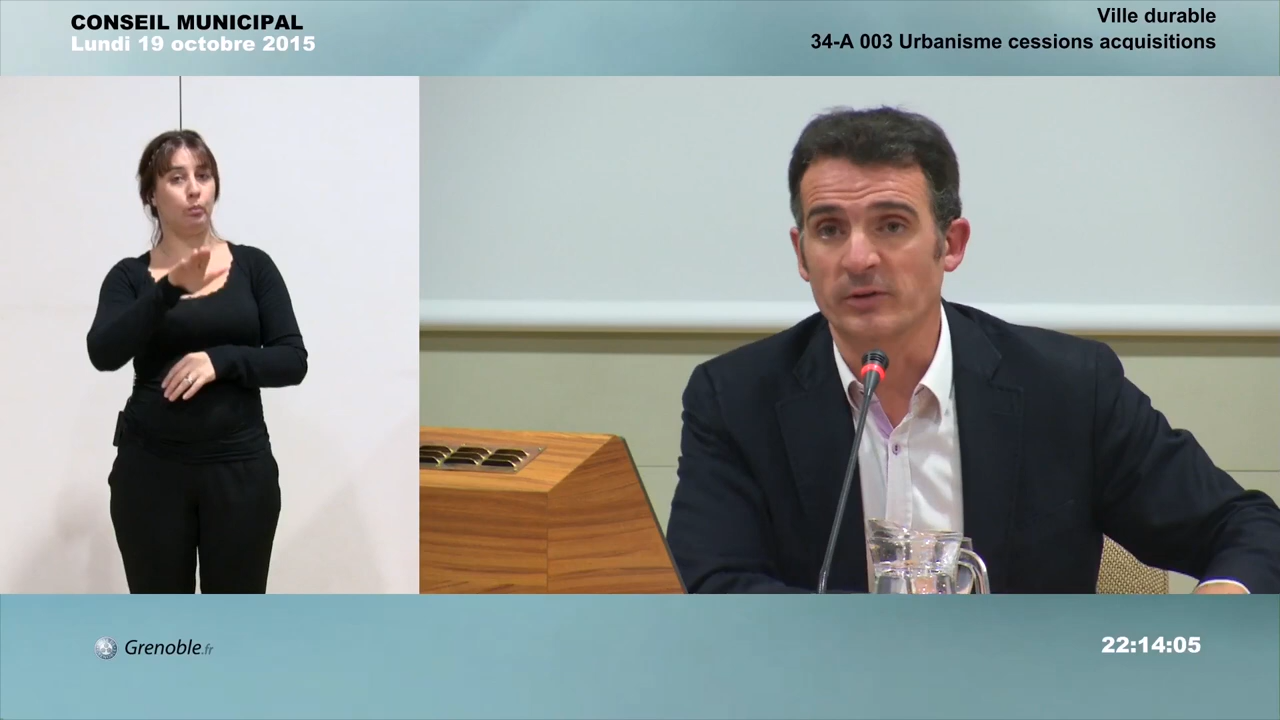 CONSEIL MUNICIPAL
Lundi 19 octobre 2015
Ville durable
34-A 003 Urbanisme cessions acquisitions
Grenoble.fr
22:14:05